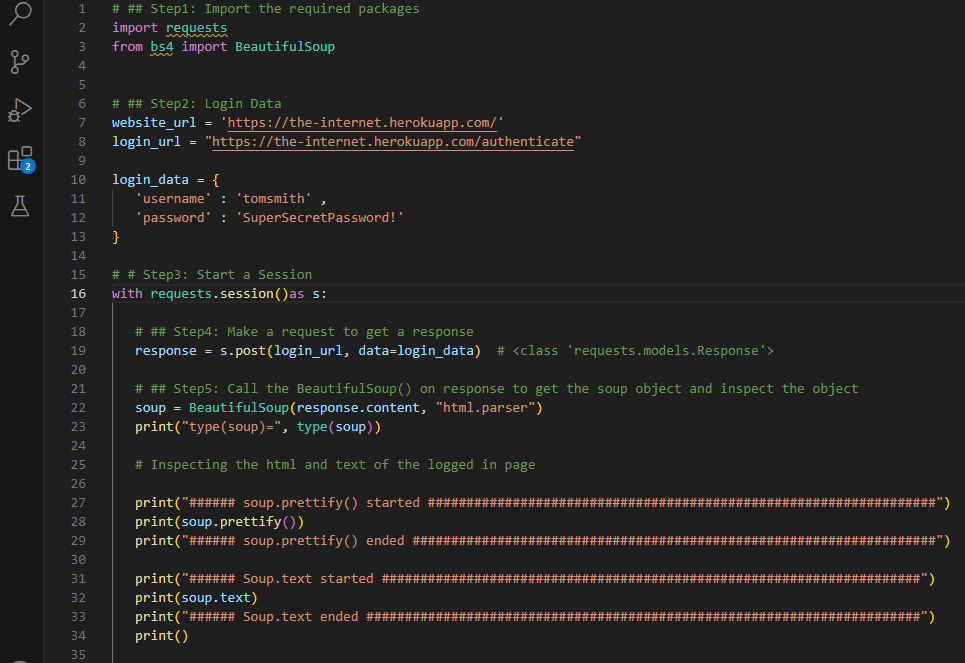 1 # ## Step1: Import the required packages
2 import requests
3 from bs4 import BeautifulSoup
4
5
6 # ## Step2: Login Data
7 website_url = 'https://the-internet.herokuapp.com/'
8 login_url = "https://the-internet.herokuapp.com/authenticate"
9
10 login_data = {
11 'username' : 'tomsmith' ,
12 'password' : 'SuperSecretPassword!'
13 }
14
15 # # Step3: Start a Session
16 with requests.session()as s:
17
18 # ## Step4: Make a request to get a response
19 response = s.post(login_url, data=login_data)  # <class 'requests.models.Response'>
20
21 # ## Step5: Call the BeautifulSoup() on response to get the soup object and inspect the object
22 soup = BeautifulSoup(response.content, "html.parser")
23 print("type(soup)=", type(soup))
24
25 # Inspecting the html and text of the logged in page
26
27 print("###### soup.prettify() started ##################################################################")
28 print(soup.prettify())
29 print("###### soup.prettify() ended ####################################################################")
30
31 print("###### Soup.text started ######################################################################")
32 print(soup.text)
33 print("###### Soup.text ended ########################################################################")
34 print()
35
2